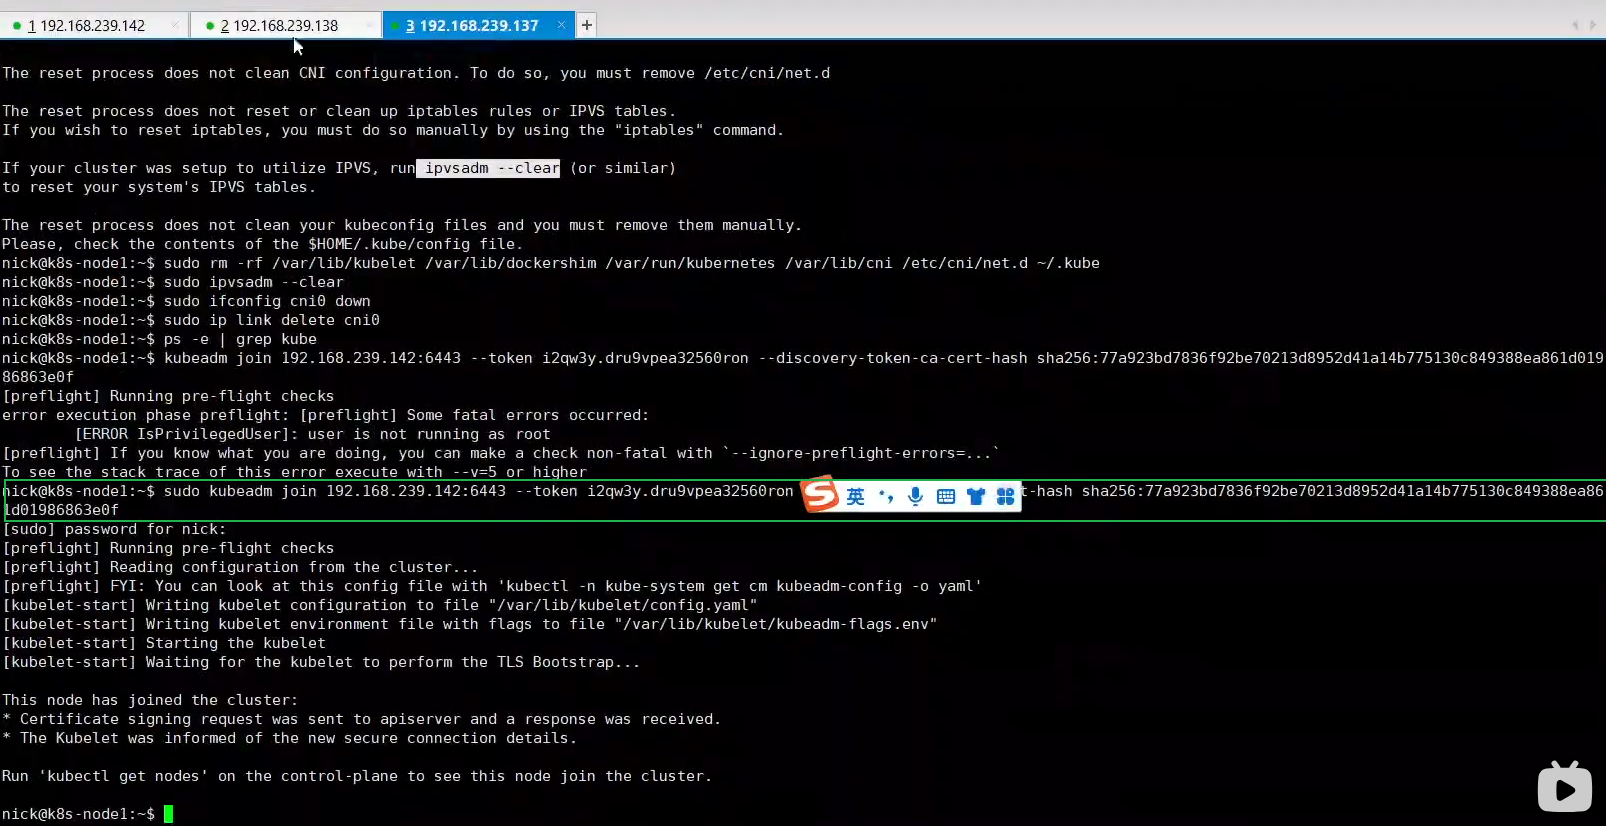 1 192.168.239.142 × 2 192.168.239.138 3 192.168.239.137 × +
The reset process does not clean CNI configuration. To do so, you must remove /etc/cni/net.d
The reset process does not reset or clean up iptables rules or IPVS tables.
If you wish to reset iptables, you must do so manually by using the "iptables" command.
If your cluster was setup to utilize IPVS, run ipvsadm --clear (or similar)
to reset your system's IPVS tables.
The reset process does not clean your kubeconfig files and you must remove them manually.
Please, check the contents of the $HOME/.kube/config file.
nick@k8s-node1:~$ sudo rm -rf /var/lib/kubelet /var/lib/dockershim /var/run/kubernetes /var/lib/cni /etc/cni/net.d ~/.kube
nick@k8s-node1:~$ sudo ipvsadm --clear
nick@k8s-node1:~$ sudo ifconfig cni0 down
nick@k8s-node1:~$ sudo ip link delete cni0
nick@k8s-node1:~$ ps -e | grep kube
nick@k8s-node1:~$ kubeadm join 192.168.239.142:6443 --token i2qw3y.dru9vpea32560ron --discovery-token-ca-cert-hash sha256:77a923bd7836f92be70213d8952d41a14b775130c849388ea861d019
86863e0f
[preflight] Running pre-flight checks
error execution phase preflight: [preflight] Some fatal errors occurred:
[ERROR IsPrivilegedUser]: user is not running as root
[preflight] If you know what you are doing, you can make a check non-fatal with `--ignore-preflight-errors=...`
To see the stack trace of this error execute with --v=5 or higher
nick@k8s-node1:~$ sudo kubeadm join 192.168.239.142:6443 --token i2qw3y.dru9vpea32560ron S 英 t-hash sha256:77a923bd7836f92be70213d8952d41a14b775130c849388ea86
1d01986863e0f
[sudo] password for nick:
[preflight] Running pre-flight checks
[preflight] Reading configuration from the cluster...
[preflight] FYI: You can look at this config file with 'kubectl -n kube-system get cm kubeadm-config -o yaml'
[kubelet-start] Writing kubelet configuration to file "/var/lib/kubelet/config.yaml"
[kubelet-start] Writing kubelet environment file with flags to file "/var/lib/kubelet/kubeadm-flags.env"
[kubelet-start] Starting the kubelet
[kubelet-start] Waiting for the kubelet to perform the TLS Bootstrap...
This node has joined the cluster:
* Certificate signing request was sent to apiserver and a response was received.
* The Kubelet was informed of the new secure connection details.
Run 'kubectl get nodes' on the control-plane to see this node join the cluster.
nick@k8s-node1:~$